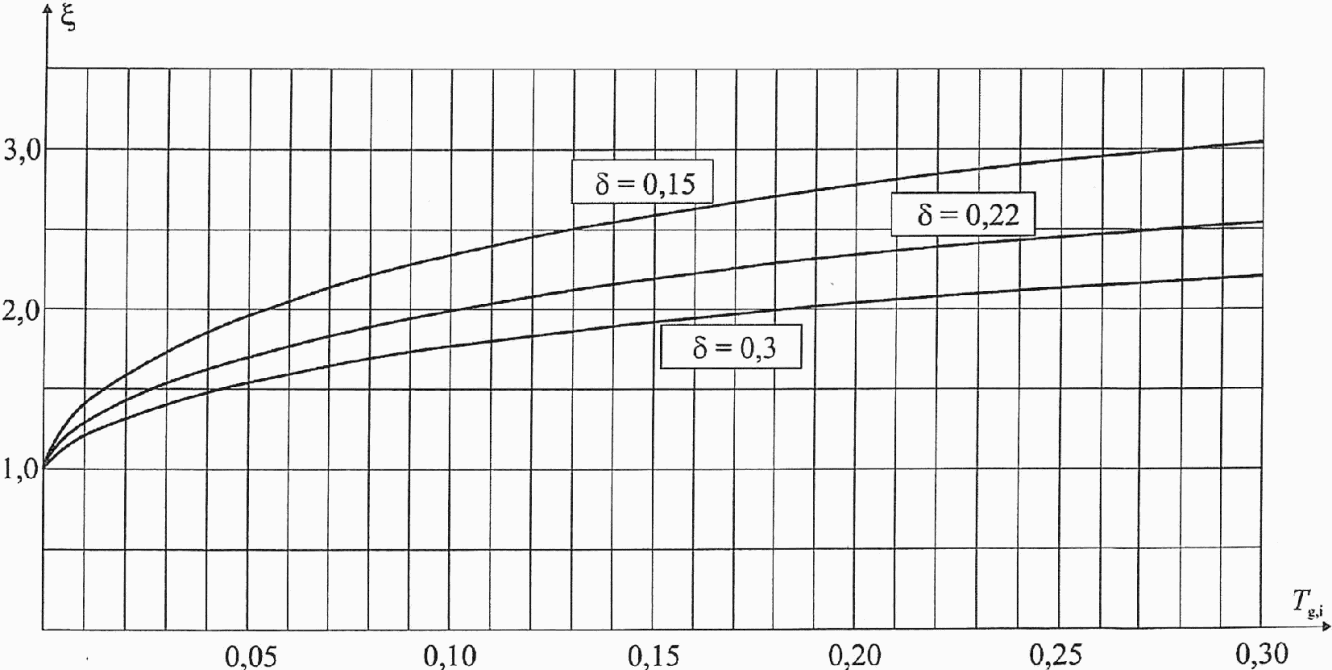 ξ
3,0
δ = 0,15
δ = 0,22
2,0
δ = 0,3
1,0
T_g,i
0,05 0,10 0,15 0,20 0,25 0,30